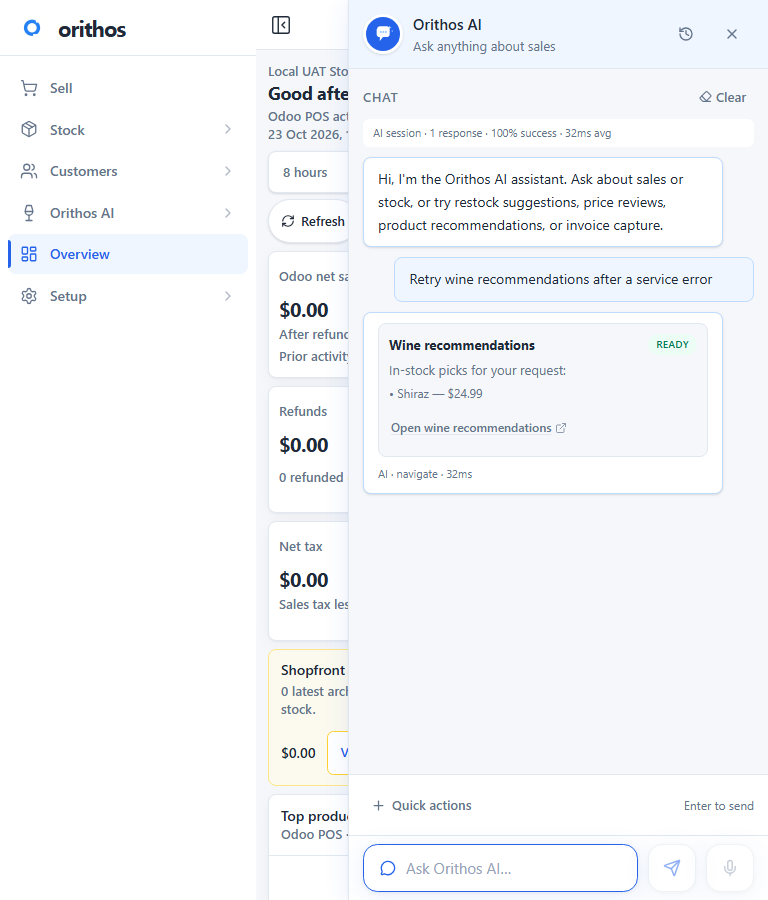 orithos
Sell
Stock
Customers
Orithos AI
Overview
Setup
Local UAT Sto
Good afte
Odoo POS act
23 Oct 2026,
8 hours
Refresh
Odoo net sa
$0.00
After refund
Prior activity
Refunds
$0.00
0 refunded
Net tax
$0.00
Sales tax les
Shopfront
0 latest arch
stock.
$0.00
V
Top produ
Odoo POS ·
Orithos AI
Ask anything about sales
CHAT
Clear
AI session · 1 response · 100% success · 32ms avg
Hi, I'm the Orithos AI assistant. Ask about sales or
stock, or try restock suggestions, price reviews,
product recommendations, or invoice capture.
Retry wine recommendations after a service error
Wine recommendations
READY
In-stock picks for your request:
• Shiraz — $24.99
Open wine recommendations
AI · navigate · 32ms
Quick actions
Enter to send
Ask Orithos AI...